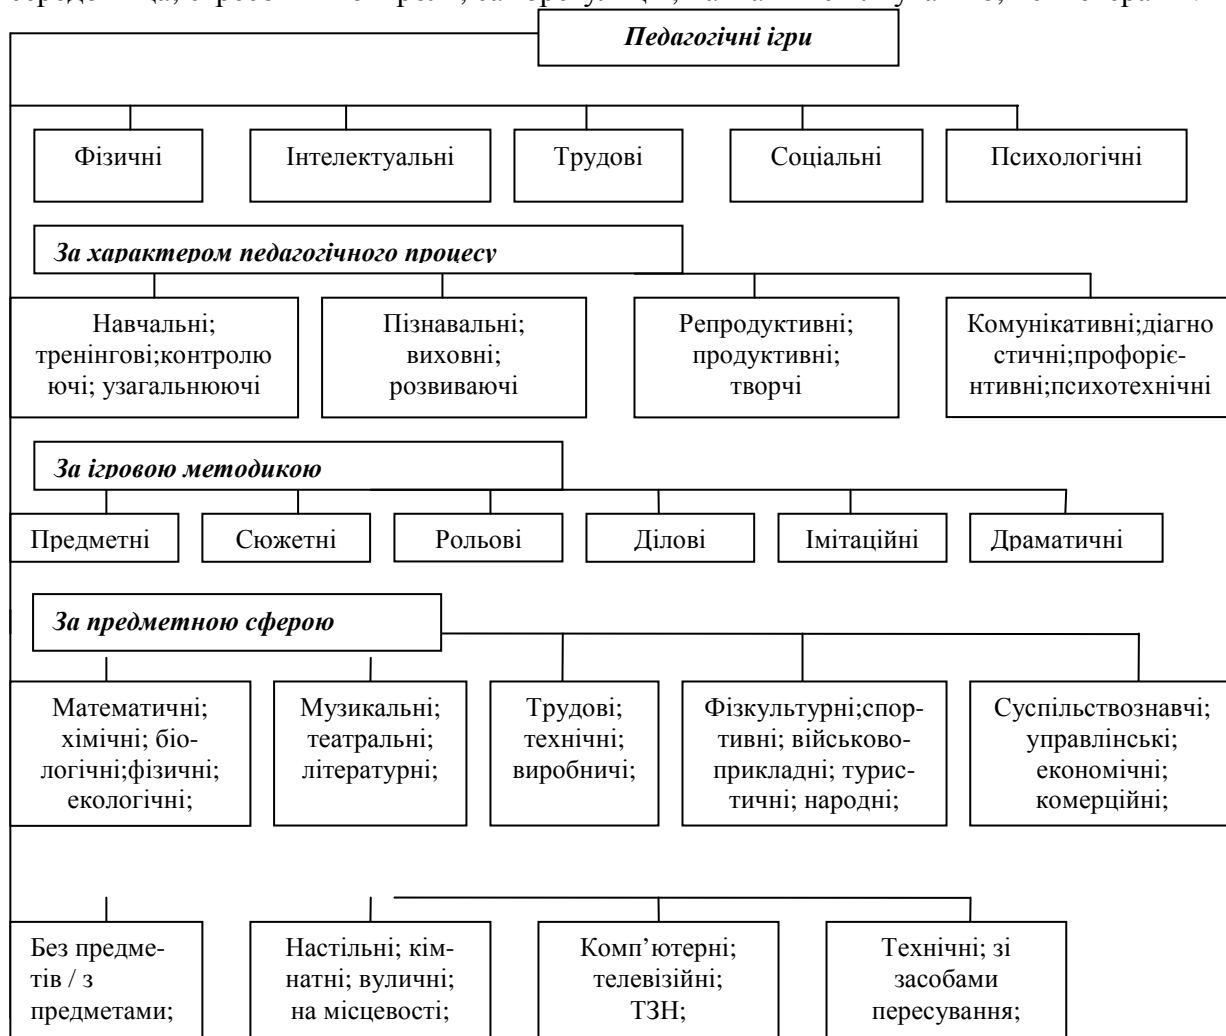 Педагогічні ігри
Фізичні
Інтелектуальні
Трудові
Соціальні
Психологічні
За характером педагогічного процесу
Навчальні;
тренінгові;контролю
ючі; узагальнюючі
Пізнавальні;
виховні;
розвиваючі
Репродуктивні;
продуктивні;
творчі
Комунікативні;діагно
стичні;профоріє-
нтивні;психотехнічні
За ігровою методикою
Предметні
Сюжетні
Рольові
Ділові
Імітаційні
Драматичні
За предметною сферою
Математичні;
хімічні; біо-
логічні;фізичні;
екологічні;
Музикальні;
театральні;
літературні;
Трудові;
технічні;
виробничі;
Фізкультурні;спор-
тивні; військово-
прикладні; турис-
тичні; народні;
Суспільствознавчі;
управлінські;
економічні;
комерційні;
Без предме-
тів / з
предметами;
Настільні; кім-
натні; вуличні;
на місцевості;
Комп’ютерні;
телевізійні;
ТЗН;
Технічні; зі
засобами
пересування;